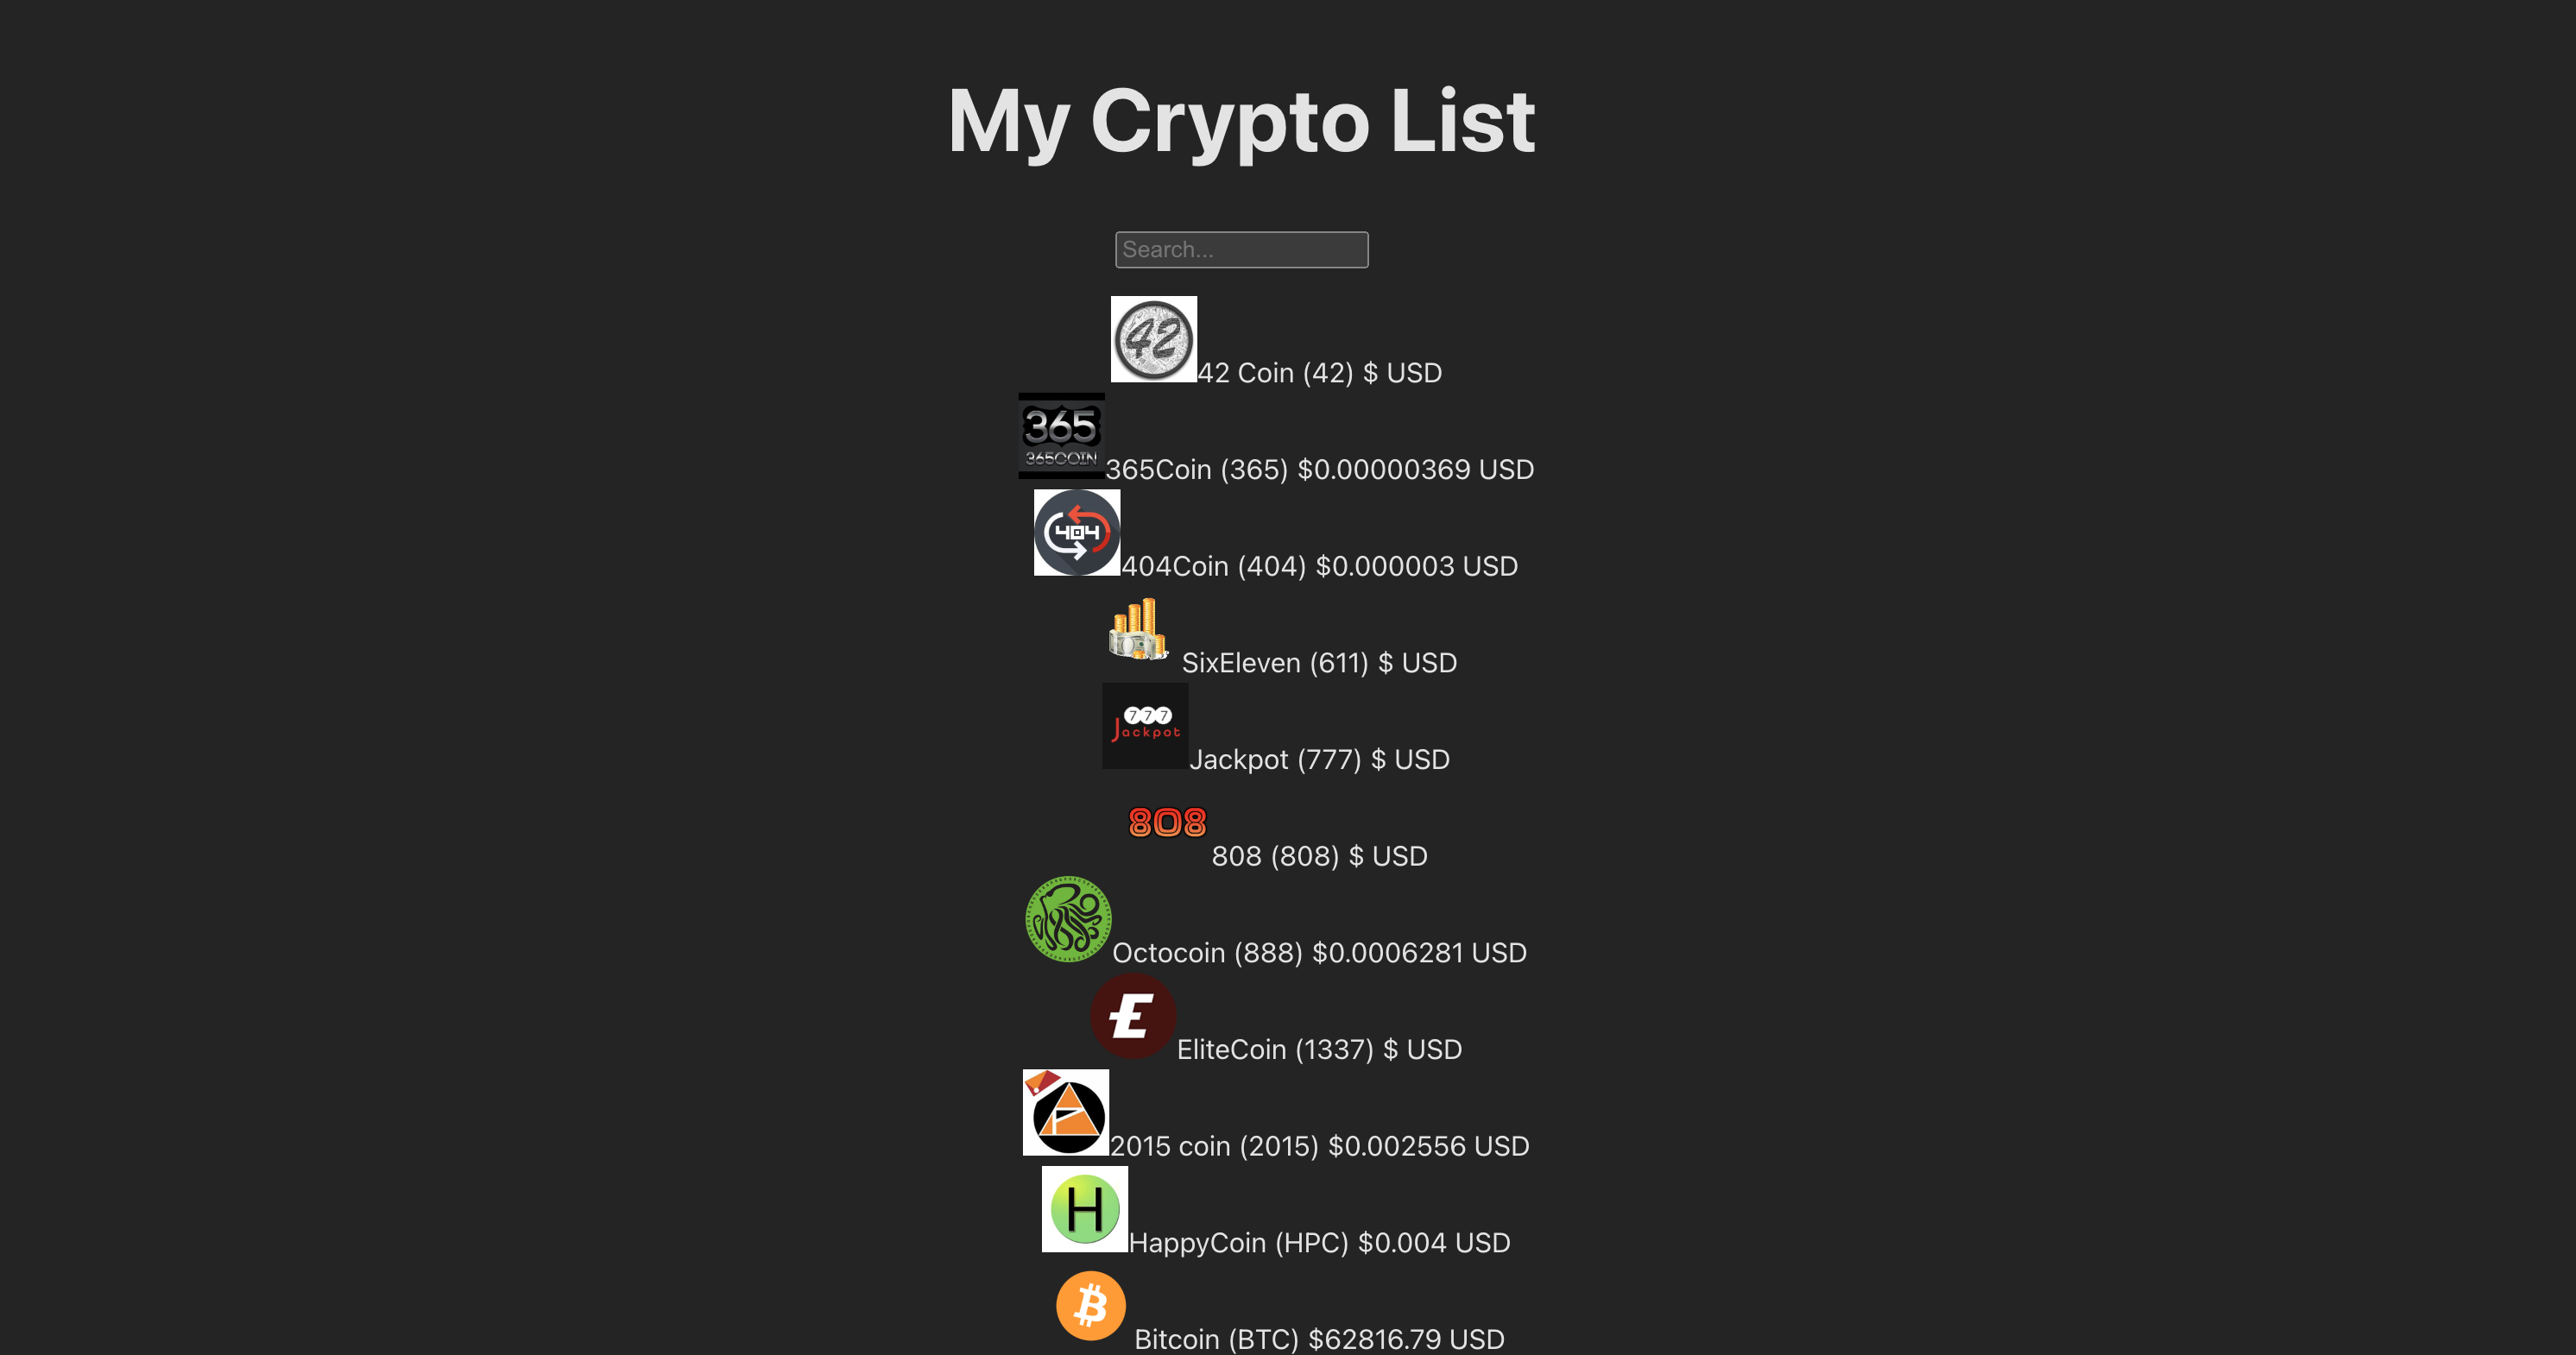 My Crypto List
Search...
42
42 Coin (42) $ USD
365
365COIN
365Coin (365) $0.00000369 USD
404
404Coin (404) $0.000003 USD
SixEleven (611) $ USD
777
Jackpot
Jackpot (777) $ USD
808
808 (808) $ USD
Octocoin (888) $0.0006281 USD
EliteCoin (1337) $ USD
2015 coin (2015) $0.002556 USD
H
HappyCoin (HPC) $0.004 USD
Bitcoin (BTC) $62816.79 USD